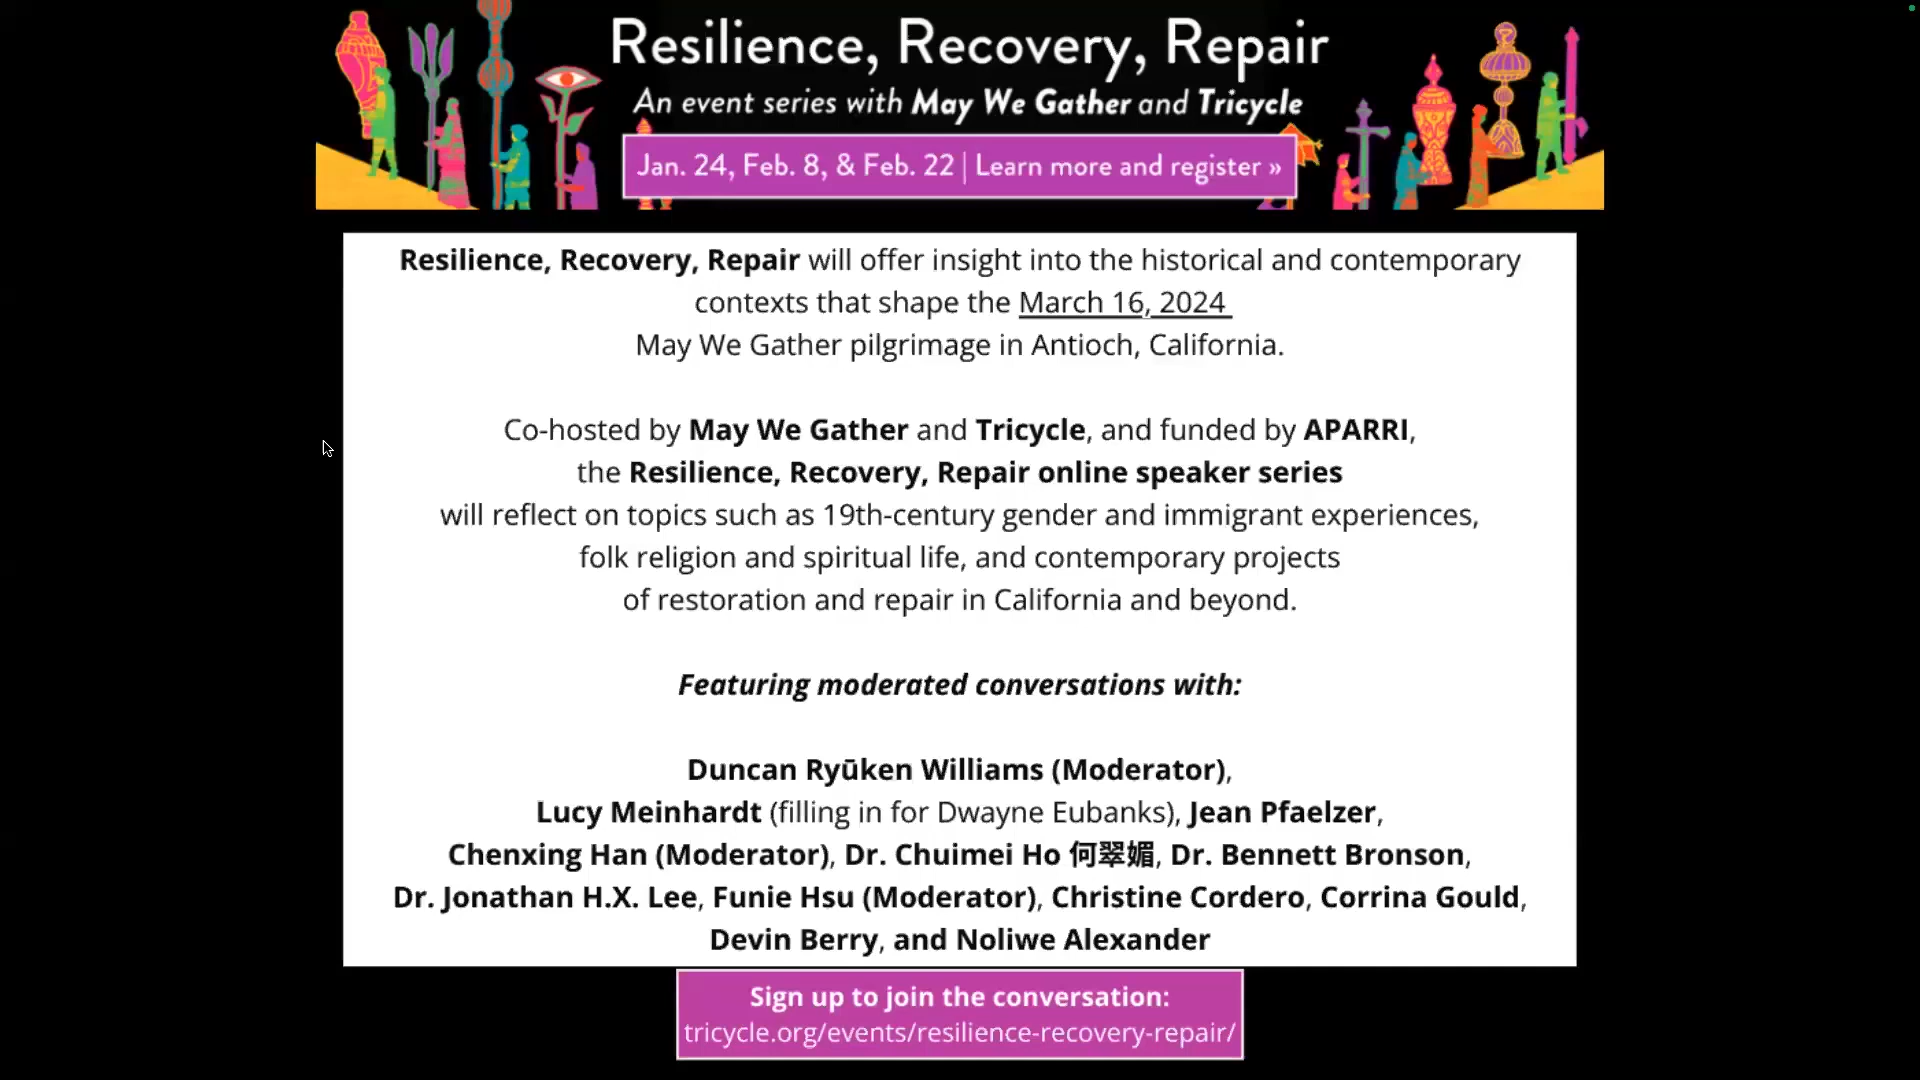 Resilience, Recovery, Repair
An event series with May We Gather and Tricycle
Jan. 24, Feb. 8, & Feb. 22 | Learn more and register »
Resilience, Recovery, Repair will offer insight into the historical and contemporary
contexts that shape the March 16, 2024
May We Gather pilgrimage in Antioch, California.
Co-hosted by May We Gather and Tricycle, and funded by APARRI,
the Resilience, Recovery, Repair online speaker series
will reflect on topics such as 19th-century gender and immigrant experiences,
folk religion and spiritual life, and contemporary projects
of restoration and repair in California and beyond.
Featuring moderated conversations with:
Duncan Ryūken Williams (Moderator),
Lucy Meinhardt (filling in for Dwayne Eubanks), Jean Pfaelzer,
Chenxing Han (Moderator), Dr. Chuimei Ho 何翠媚, Dr. Bennett Bronson,
Dr. Jonathan H.X. Lee, Funie Hsu (Moderator), Christine Cordero, Corrina Gould,
Devin Berry, and Noliwe Alexander
Sign up to join the conversation:
tricycle.org/events/resilience-recovery-repair/